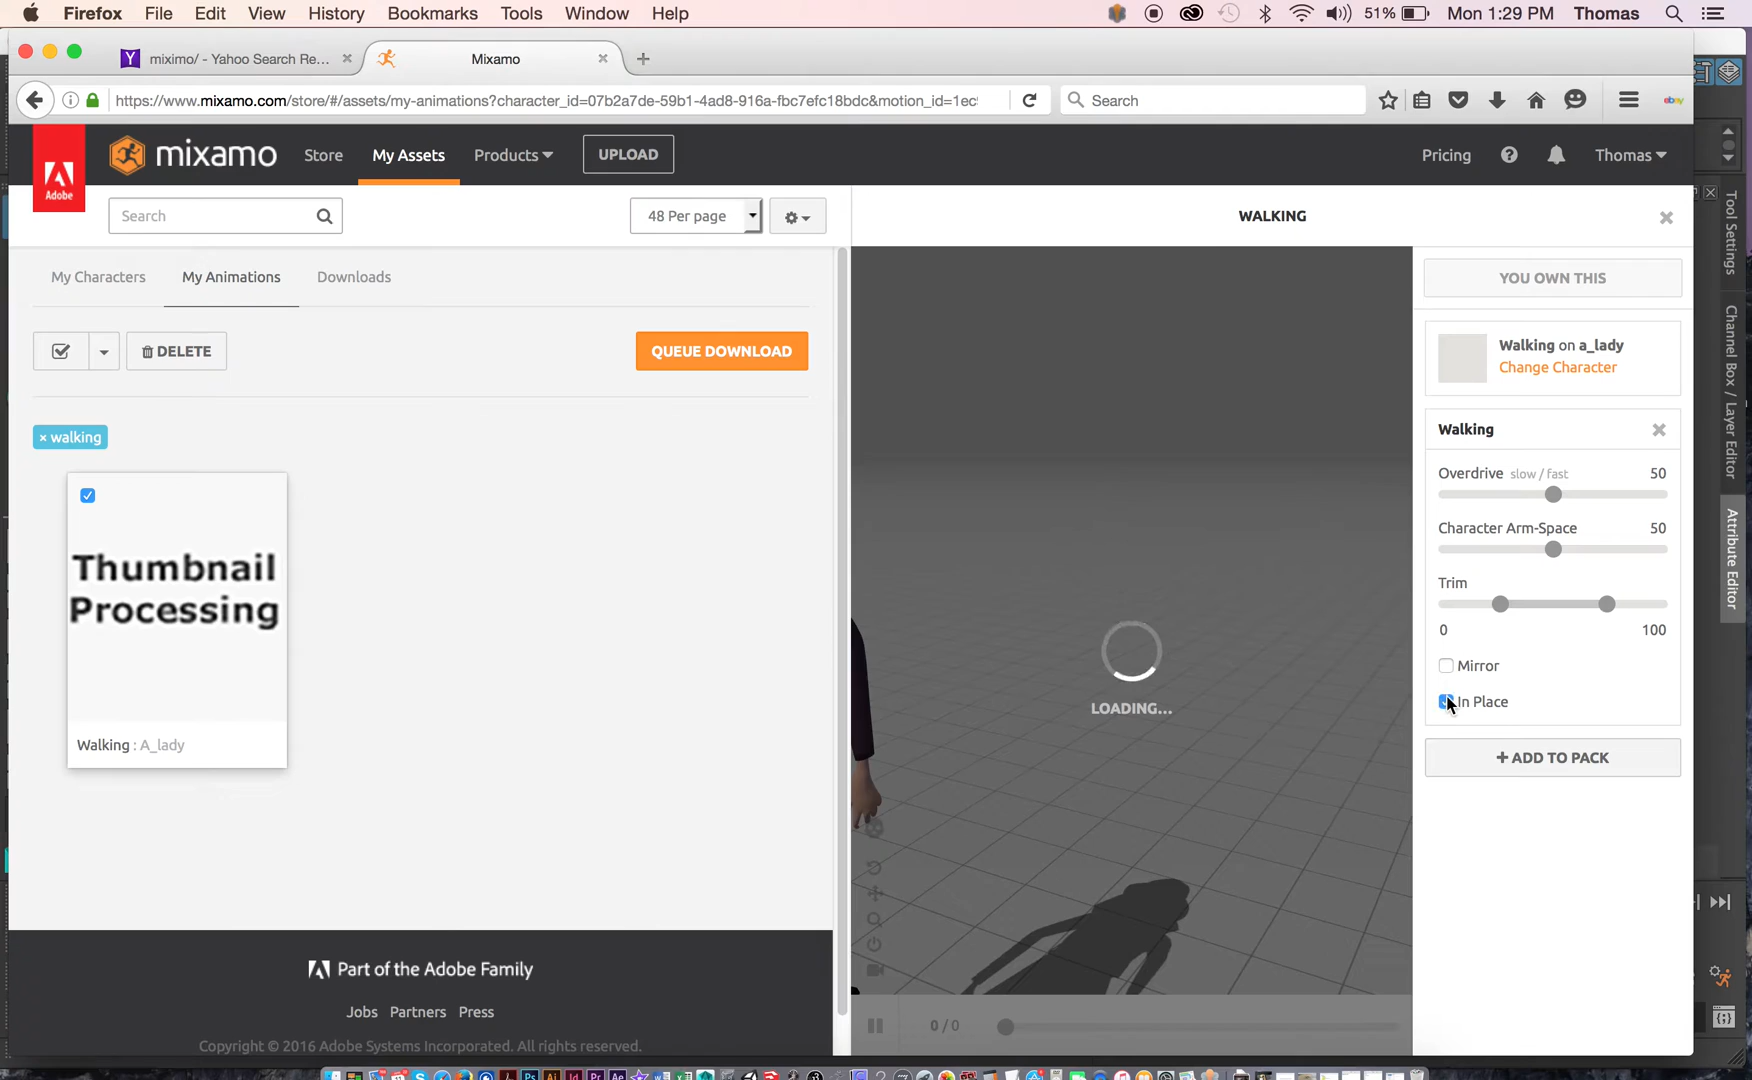 Firefox File Edit View History Bookmarks Tools Window Help 51% Mon 1:29 PM Thomas
miximo/ - Yahoo Search Re...
Mixamo
https://www.mixamo.com/store/#/assets/my-animations?character_id=07b2a7de-59b1-4ad8-916a-fbc7efc18bdc&motion_id=1ec
Search
ebay
Adobe
mixamo Store My Assets Products UPLOAD Pricing Thomas
Search
48 Per page
WALKING
My Characters My Animations Downloads
YOU OWN THIS
DELETE
QUEUE DOWNLOAD
Walking on a_lady
Change Character
× walking
Walking
Overdrive slow / fast 50
Character Arm-Space 50
Trim
0 100
Mirror
In Place
+ ADD TO PACK
Thumbnail
Processing
Walking : A_lady
LOADING...
0 / 0
Part of the Adobe Family
Jobs Partners Press
Copyright © 2016 Adobe Systems Incorporated. All rights reserved.
Tool Settings
Channel Box / Layer Editor
Attribute Editor